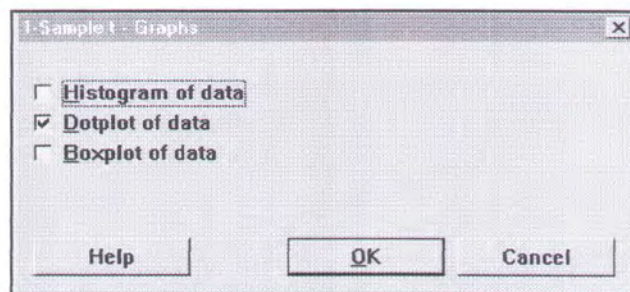 1-Sample t - Graphs
Histogram of data
Dotplot of data
Boxplot of data
Help
OK
Cancel